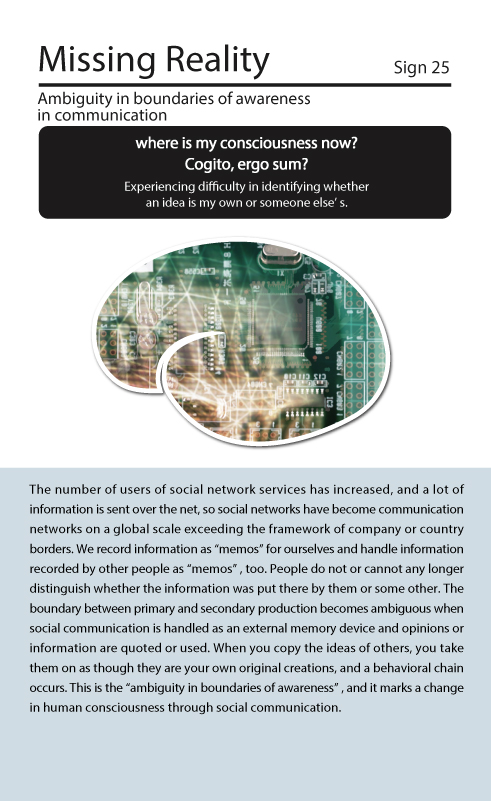 Missing Reality
Sign 25
Ambiguity in boundaries of awareness
in communication
where is my consciousness now?
Cogito, ergo sum?
Experiencing difficulty in identifying whether
an idea is my own or someone else’ s.
The number of users of social network services has increased, and a lot of
information is sent over the net, so social networks have become communication
networks on a global scale exceeding the framework of company or country
borders. We record information as “memos” for ourselves and handle information
recorded by other people as “memos” , too. People do not or cannot any longer
distinguish whether the information was put there by them or some other. The
boundary between primary and secondary production becomes ambiguous when
social communication is handled as an external memory device and opinions or
information are quoted or used. When you copy the ideas of others, you take
them on as though they are your own original creations, and a behavioral chain
occurs. This is the “ambiguity in boundaries of awareness” , and it marks a change
in human consciousness through social communication.